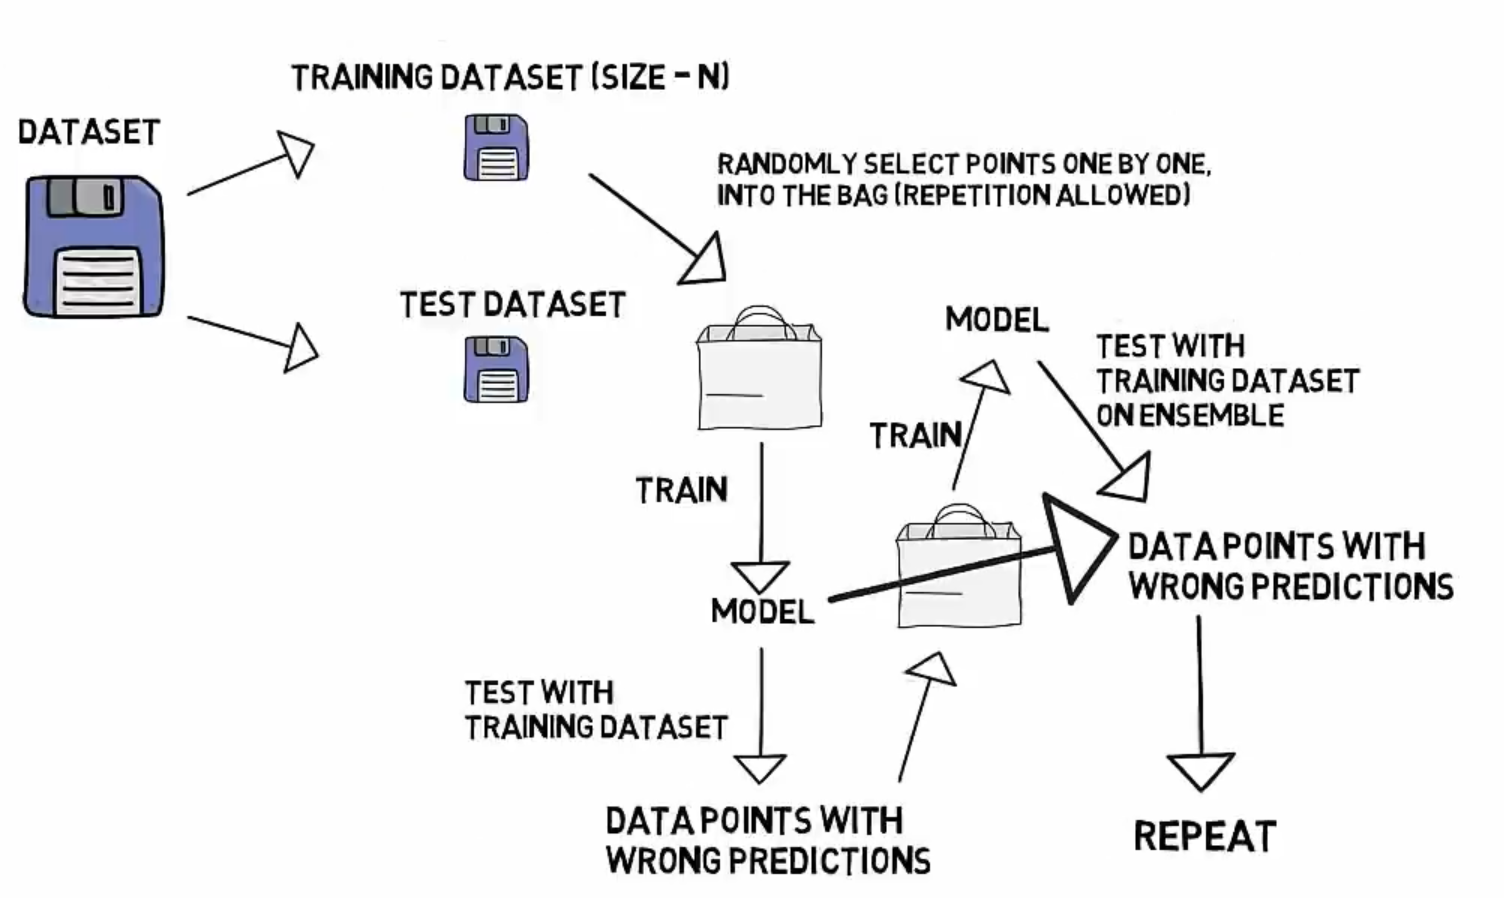 TRAINING DATASET (SIZE - N)
DATASET
RANDOMLY SELECT POINTS ONE BY ONE,
INTO THE BAG (REPETITION ALLOWED)
TEST DATASET
MODEL
TEST WITH
TRAINING DATASET
ON ENSEMBLE
TRAIN
TRAIN
DATA POINTS WITH
WRONG PREDICTIONS
MODEL
TEST WITH
TRAINING DATASET
DATA POINTS WITH
WRONG PREDICTIONS
REPEAT